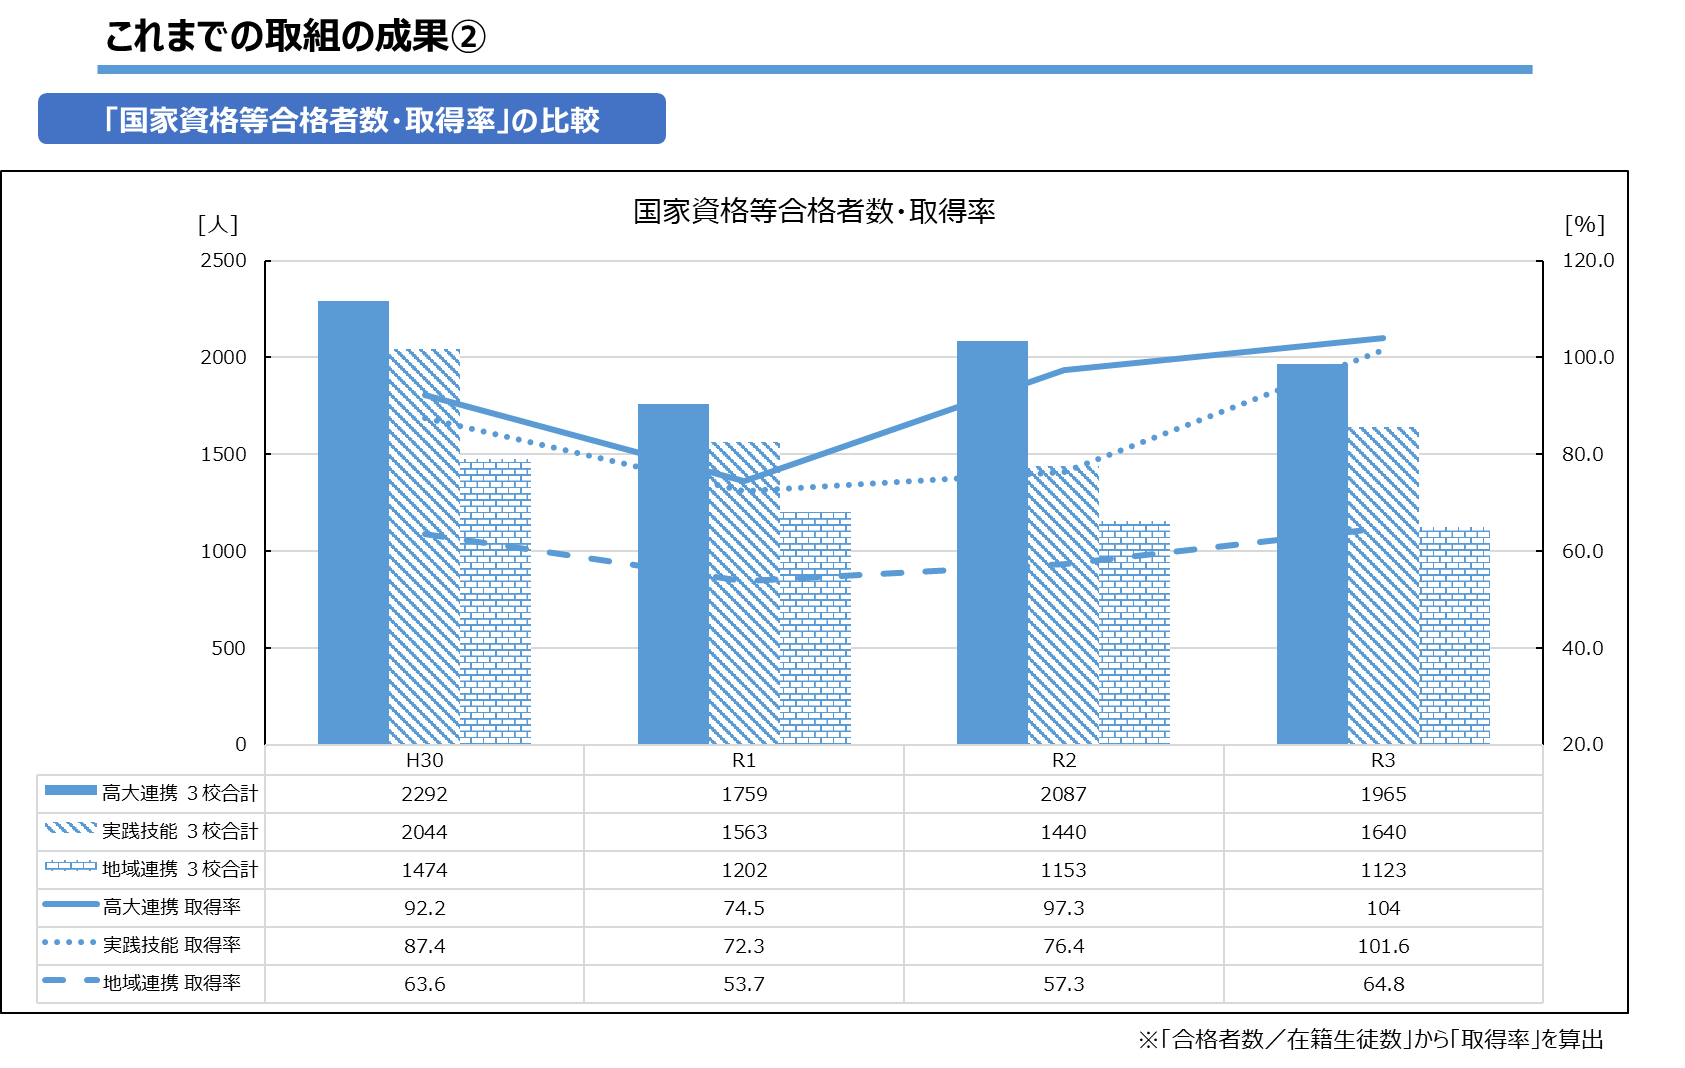 これまでの取組の成果②
「国家資格等合格者数･取得率」の比較
国家資格等合格者数･取得率
[人]
[%]
2500
2000
1500
1000
500
0
120.0
100.0
80.0
60.0
40.0
20.0
H30 R1 R2 R3
高大連携 ３校合計 2292 1759 2087 1965
実践技能 ３校合計 2044 1563 1440 1640
地域連携 ３校合計 1474 1202 1153 1123
高大連携 取得率 92.2 74.5 97.3 104
実践技能 取得率 87.4 72.3 76.4 101.6
地域連携 取得率 63.6 53.7 57.3 64.8
※「合格者数／在籍生徒数」から「取得率」を算出